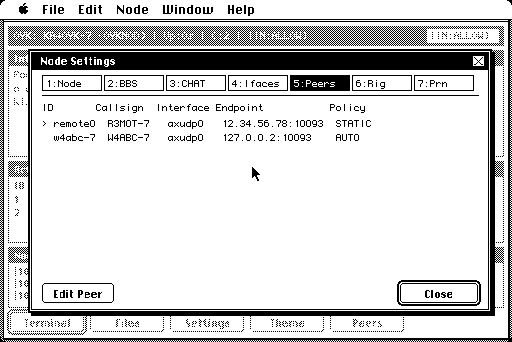 File Edit Node Window Help
[IN:ALLOW]
Node Settings
1:Node 2:BBS 3:CHAT 4:Ifaces 5:Peers 6:Rig 7:Prn
ID Callsign Interface Endpoint Policy
> remote0 R3MOT-7 axudp0 12.34.56.78:10093 STATIC
w4abc-7 W4ABC-7 axudp0 127.0.0.2:10093 AUTO
Edit Peer Close
Terminal Files Settings Theme Peers